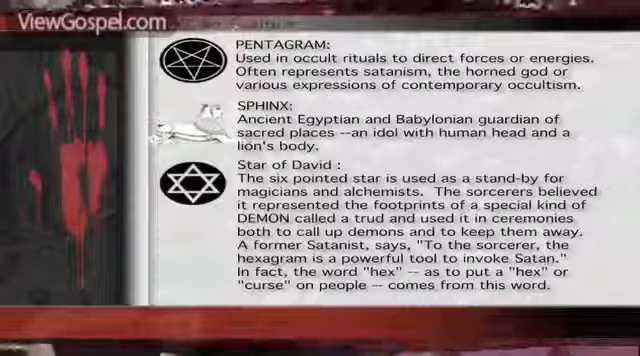 ViewGospel.com
PENTAGRAM:
Used in occult rituals to direct forces or energies.
Often represents satanism, the horned god or
various expressions of contemporary occultism.
SPHINX:
Ancient Egyptian and Babylonian guardian of
sacred places --an idol with human head and a
lion's body.
Star of David :
The six pointed star is used as a stand-by for
magicians and alchemists. The sorcerers believed
it represented the footprints of a special kind of
DEMON called a trud and used it in ceremonies
both to call up demons and to keep them away.
A former Satanist, says, "To the sorcerer, the
hexagram is a powerful tool to invoke Satan."
In fact, the word "hex" -- as to put a "hex" or
"curse" on people -- comes from this word.